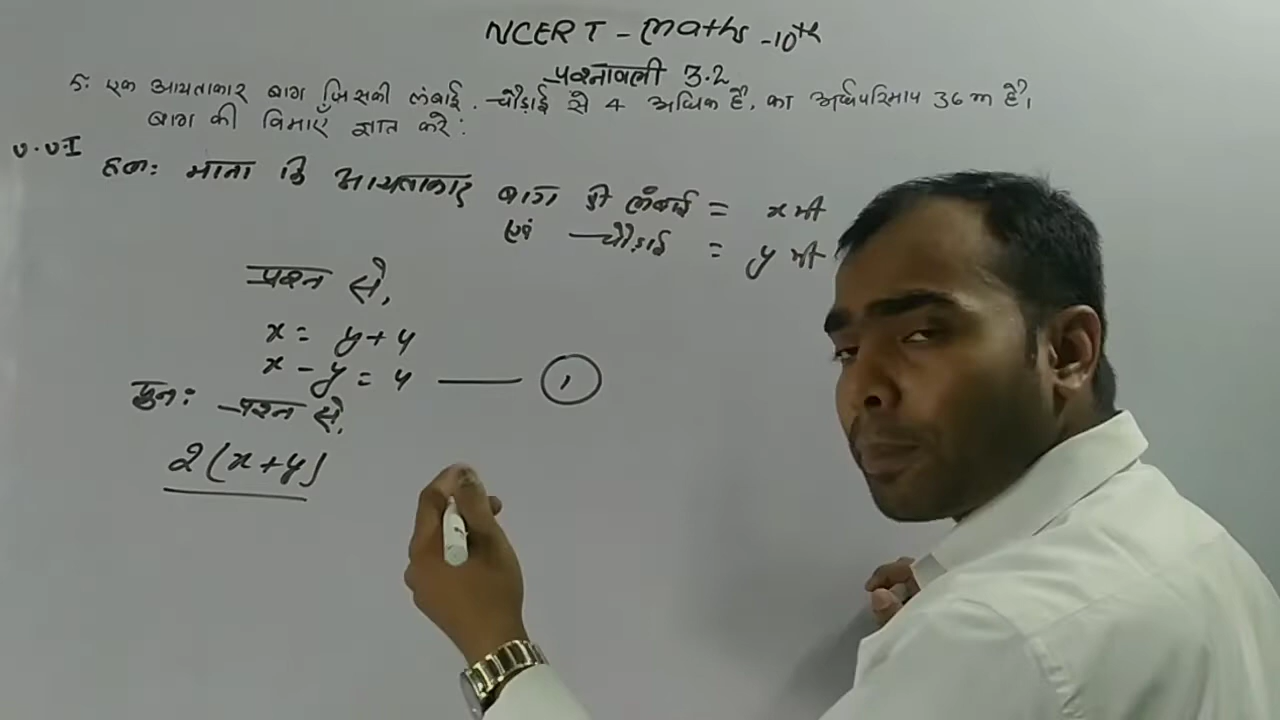 NCERT - Maths - 10th
प्रश्नावली 3.2
5. एक आयताकार बाग जिसकी लंबाई, चौड़ाई से 4 अधिक है, का अर्धपरिमाप 36 m है।
बाग की विमाएँ ज्ञात करें:
V.V.I
हल: माना कि आयताकार बाग की लंबाई = x मी
एवं चौड़ाई = y मी
प्रश्न से,
x = y + 4
x - y = 4 —— 1
पुन: प्रश्न से,
2(x+y)